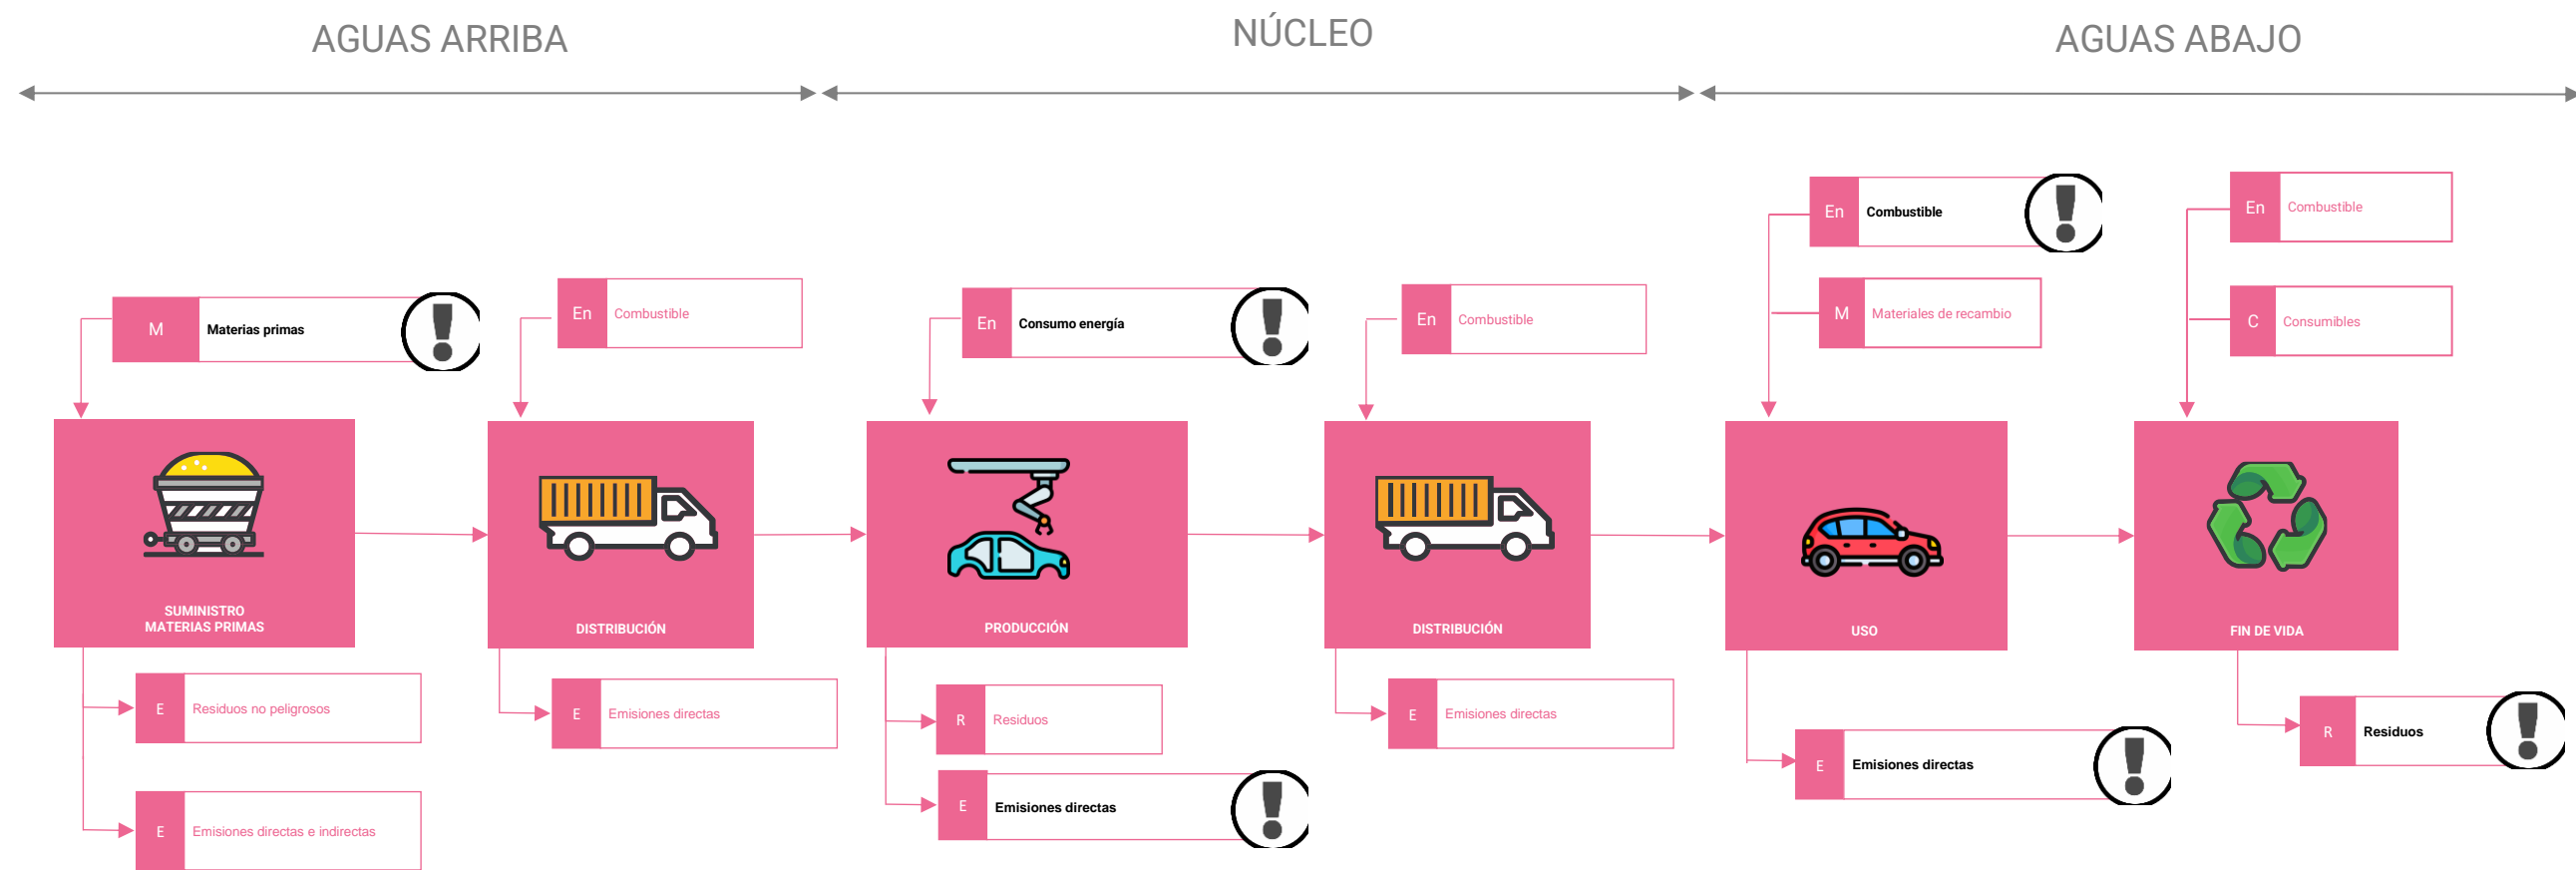 AGUAS ARRIBA
NÚCLEO
AGUAS ABAJO
M
Materias primas
En
Combustible
En
Consumo energía
En
Combustible
En
Combustible
M
Materiales de recambio
En
Combustible
C
Consumibles
SUMINISTRO
MATERIAS PRIMAS
DISTRIBUCIÓN
PRODUCCIÓN
DISTRIBUCIÓN
USO
FIN DE VIDA
E
Residuos no peligrosos
E
Emisiones directas e indirectas
E
Emisiones directas
R
Residuos
E
Emisiones directas
E
Emisiones directas
E
Emisiones directas
R
Residuos